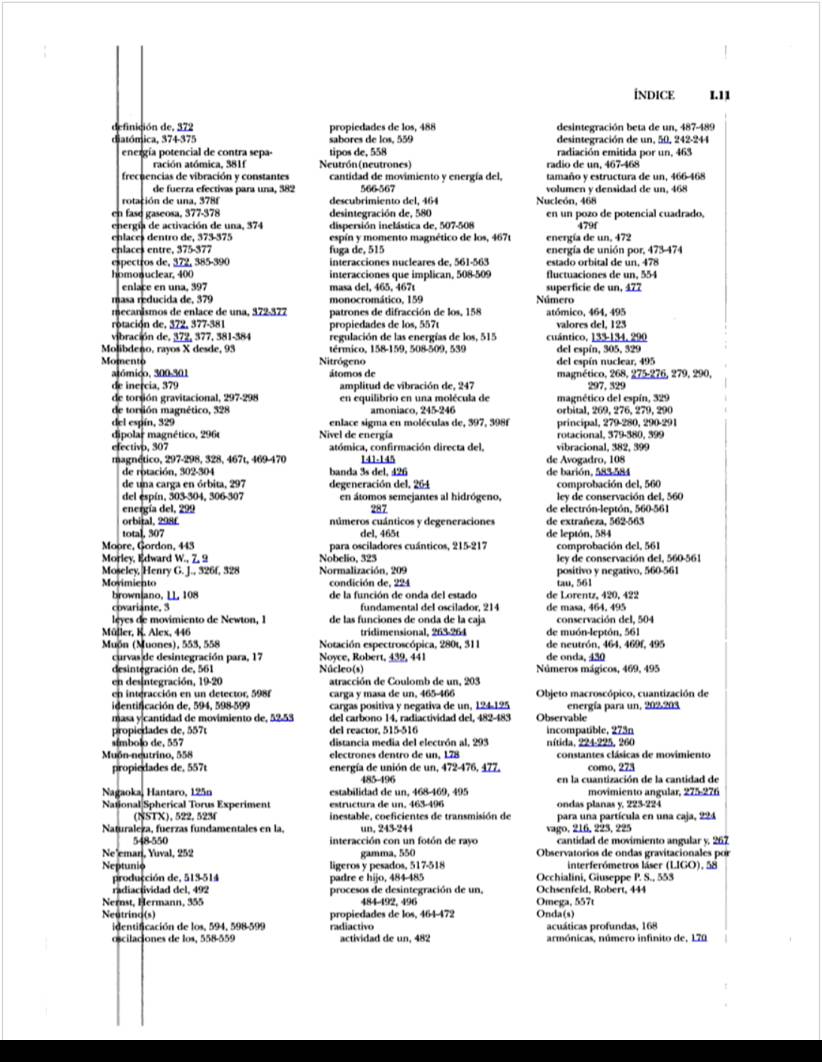 ÍNDICE I.11
definición de, 372
diatómica, 374-375
energía potencial de contra sepa-
ración atómica, 381f
frecuencias de vibración y constantes
de fuerza efectivas para una, 382
rotación de una, 378f
en fase gaseosa, 377-378
energía de activación de una, 374
enlaces dentro de, 373-375
enlaces entre, 375-377
espectros de, 372, 385-390
homonuclear, 400
enlace en una, 397
masa reducida de, 379
mecanismos de enlace de una, 372-377
rotación de, 372, 377-381
vibración de, 372, 377, 381-384
Molibdeno, rayos X desde, 93
Momento
atómico, 300-301
de inercia, 379
de torsión gravitacional, 297-298
de torsión magnético, 328
del espín, 329
dipolar magnético, 296t
efectivo, 307
magnético, 297-298, 328, 467t, 469-470
de rotación, 302-304
de una carga en órbita, 297
del espín, 303-304, 306-307
energía del, 299
orbital, 298f
total, 307
Moore, Gordon, 443
Morley, Edward W., 7, 9
Moseley, Henry G. J., 326f, 328
Movimiento
browniano, 11, 108
covariante, 3
leyes de movimiento de Newton, 1
Müller, K. Alex, 446
Muón (Muones), 553, 558
curvas de desintegración para, 17
desintegración de, 561
en desintegración, 19-20
en interacción en un detector, 598f
identificación de, 594, 598-599
masa y cantidad de movimiento de, 52-53
propiedades de, 557t
símbolo de, 557
Muón-neutrino, 558
propiedades de, 557t
Nagaoka, Hantaro, 125n
National Spherical Torus Experiment
(NSTX), 522, 523f
Naturaleza, fuerzas fundamentales en la,
548-550
Ne'eman, Yuval, 252
Neptunio
producción de, 513-514
radiactividad del, 492
Nernst, Hermann, 355
Neutrino(s)
identificación de los, 594, 598-599
oscilaciones de los, 558-559
propiedades de los, 488
sabores de los, 559
tipos de, 558
Neutrón(neutrones)
cantidad de movimiento y energía del,
566-567
descubrimiento del, 464
desintegración de, 580
dispersión inelástica de, 507-508
espín y momento magnético de los, 467t
fuga de, 515
interacciones nucleares de, 561-563
interacciones que implican, 508-509
masa del, 465, 467t
monocromático, 159
patrones de difracción de los, 158
propiedades de los, 557t
regulación de las energías de los, 515
térmico, 158-159, 508-509, 539
Nitrógeno
átomos de
amplitud de vibración de, 247
en equilibrio en una molécula de
amoniaco, 245-246
enlace sigma en moléculas de, 397, 398f
Nivel de energía
atómica, confirmación directa del,
141-145
banda 3s del, 426
degeneración del, 264
en átomos semejantes al hidrógeno,
287
números cuánticos y degeneraciones
del, 465t
para osciladores cuánticos, 215-217
Nobelio, 323
Normalización, 209
condición de, 224
de la función de onda del estado
fundamental del oscilador, 214
de las funciones de onda de la caja
tridimensional, 263-264
Notación espectroscópica, 280t, 311
Noyce, Robert, 439, 441
Núcleo(s)
atracción de Coulomb de un, 203
carga y masa de un, 465-466
cargas positiva y negativa de un, 124-125
del carbono 14, radiactividad del, 482-483
del reactor, 515-516
distancia media del electrón al, 293
electrones dentro de un, 178
energía de unión de un, 472-476, 477,
485-496
estabilidad de un, 468-469, 495
estructura de un, 463-496
inestable, coeficientes de transmisión de
un, 243-244
interacción con un fotón de rayo
gamma, 550
ligeros y pesados, 517-518
padre e hijo, 484-485
procesos de desintegración de un,
484-492, 496
propiedades de los, 464-472
radiactivo
actividad de un, 482
desintegración beta de un, 487-489
desintegración de un, 50, 242-244
radiación emitida por un, 463
radio de un, 467-468
tamaño y estructura de un, 466-468
volumen y densidad de un, 468
Nucleón, 468
en un pozo de potencial cuadrado,
479f
energía de un, 472
energía de unión por, 473-474
estado orbital de un, 478
fluctuaciones de un, 554
superficie de un, 477
Número
atómico, 464, 495
valores del, 123
cuántico, 133-134, 290
del espín, 305, 329
del espín nuclear, 495
magnético, 268, 275-276, 279, 290,
297, 329
magnético del espín, 329
orbital, 269, 276, 279, 290
principal, 279-280, 290-291
rotacional, 379-380, 399
vibracional, 382, 399
de Avogadro, 108
de barión, 583-584
comprobación del, 560
ley de conservación del, 560
de electrón-leptón, 560-561
de extrañeza, 562-563
de leptón, 584
comprobación del, 561
ley de conservación del, 560-561
positivo y negativo, 560-561
tau, 561
de Lorentz, 420, 422
de masa, 464, 495
conservación del, 504
de muón-leptón, 561
de neutrón, 464, 469f, 495
de onda, 430
Números mágicos, 469, 495
Objeto macroscópico, cuantización de
energía para un, 202-203
Observable
incompatible, 273n
nítida, 224-225, 260
constantes clásicas de movimiento
como, 273
en la cuantización de la cantidad de
movimiento angular, 275-276
ondas planas y, 223-224
para una partícula en una caja, 224
vago, 216, 223, 225
cantidad de movimiento angular y, 267
Observatorios de ondas gravitacionales por
interferómetros láser (LIGO), 58
Occhialini, Giuseppe P. S., 553
Ochsenfeld, Robert, 444
Omega, 557t
Onda(s)
acuáticas profundas, 168
armónicas, número infinito de, 170